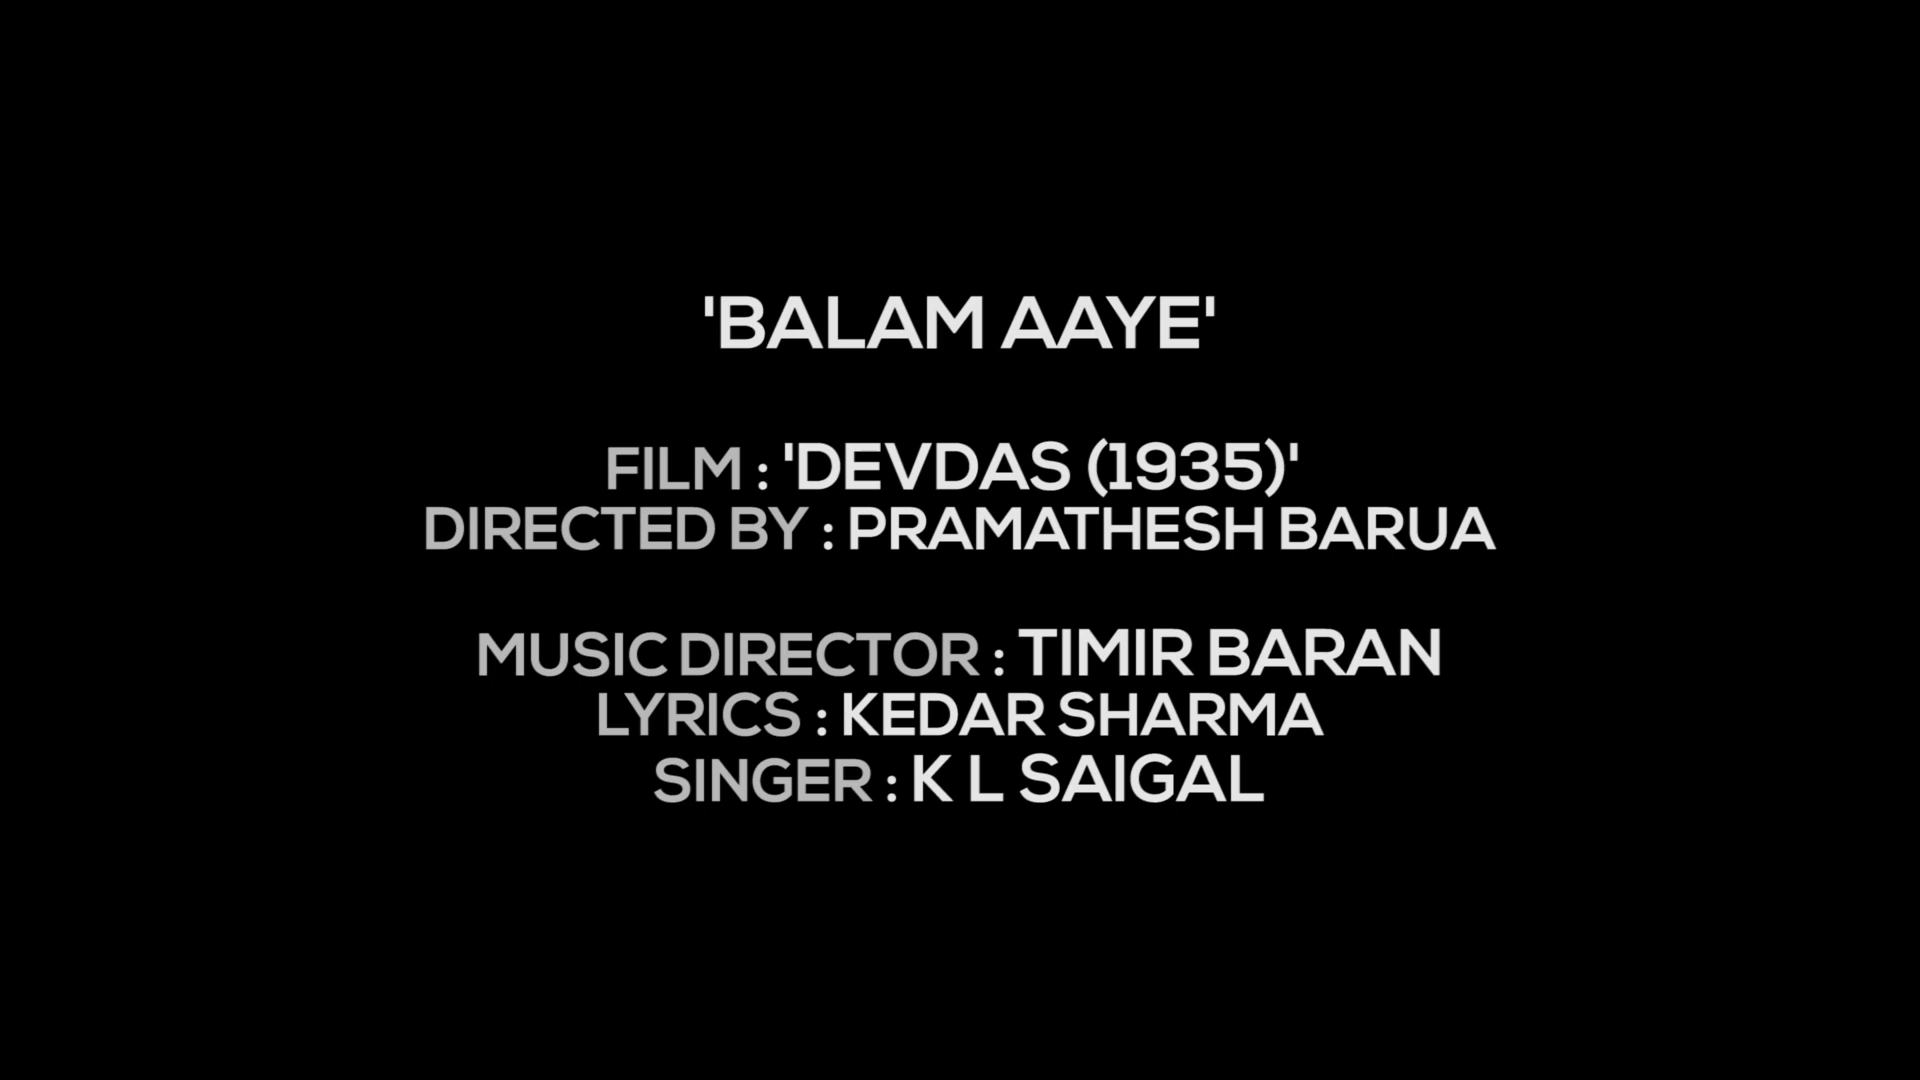 'BALAM AAYE'
FILM : 'DEVDAS (1935)'
DIRECTED BY : PRAMATHESH BARUA
MUSIC DIRECTOR : TIMIR BARAN
LYRICS : KEDAR SHARMA
SINGER : K L SAIGAL